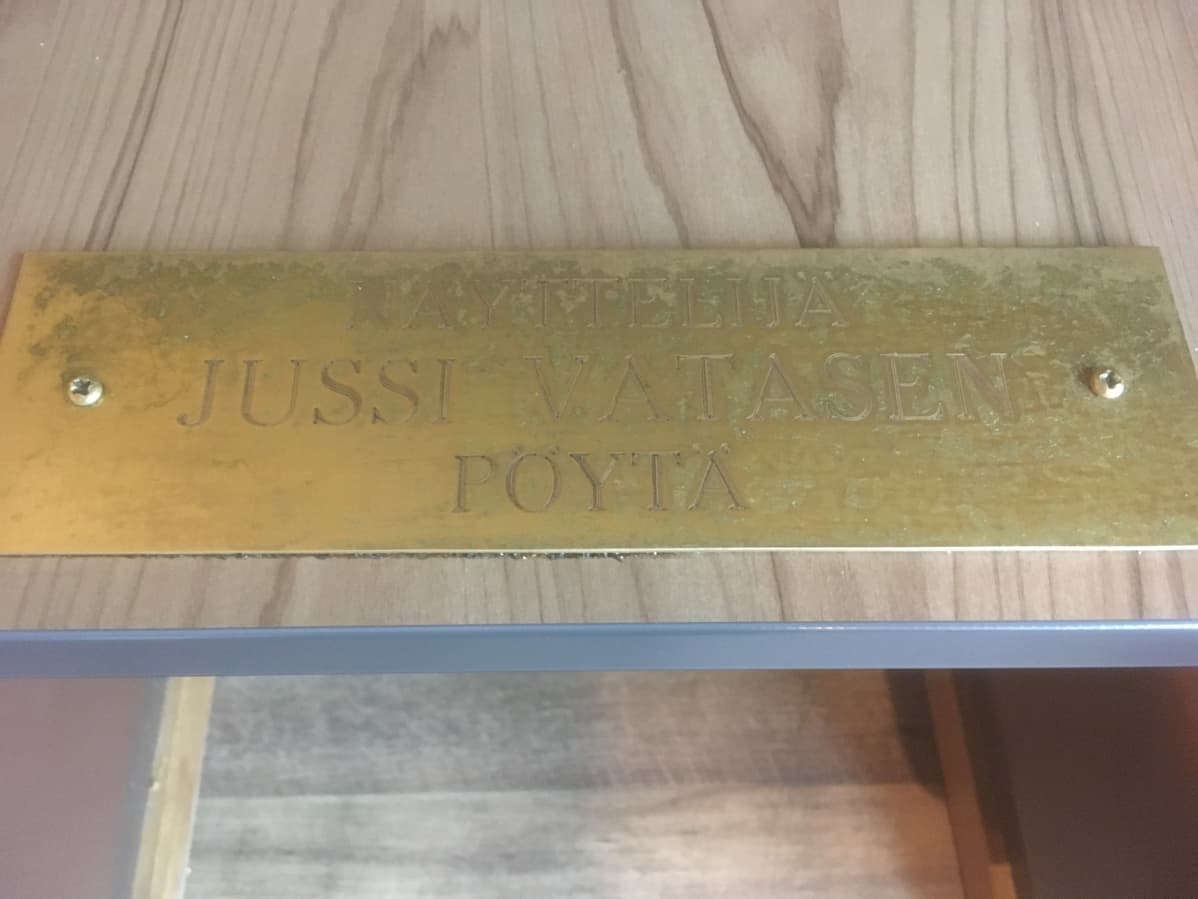 NÄYTTELIJÄ
JUSSI VATASEN
PÖYTÄ